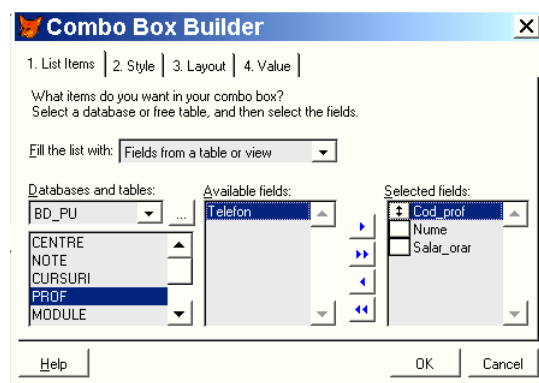 Combo Box Builder
1. List Items 2. Style 3. Layout 4. Value
What items do you want in your combo box?
Select a database or free table, and then select the fields.
Fill the list with: Fields from a table or view
Databases and tables: Available fields: Selected fields:
BD_PU ... Telefon Cod_prof
Nume
CENTRE Salar_orar
NOTE
CURSURI
PROF
MODULE
Help OK Cancel